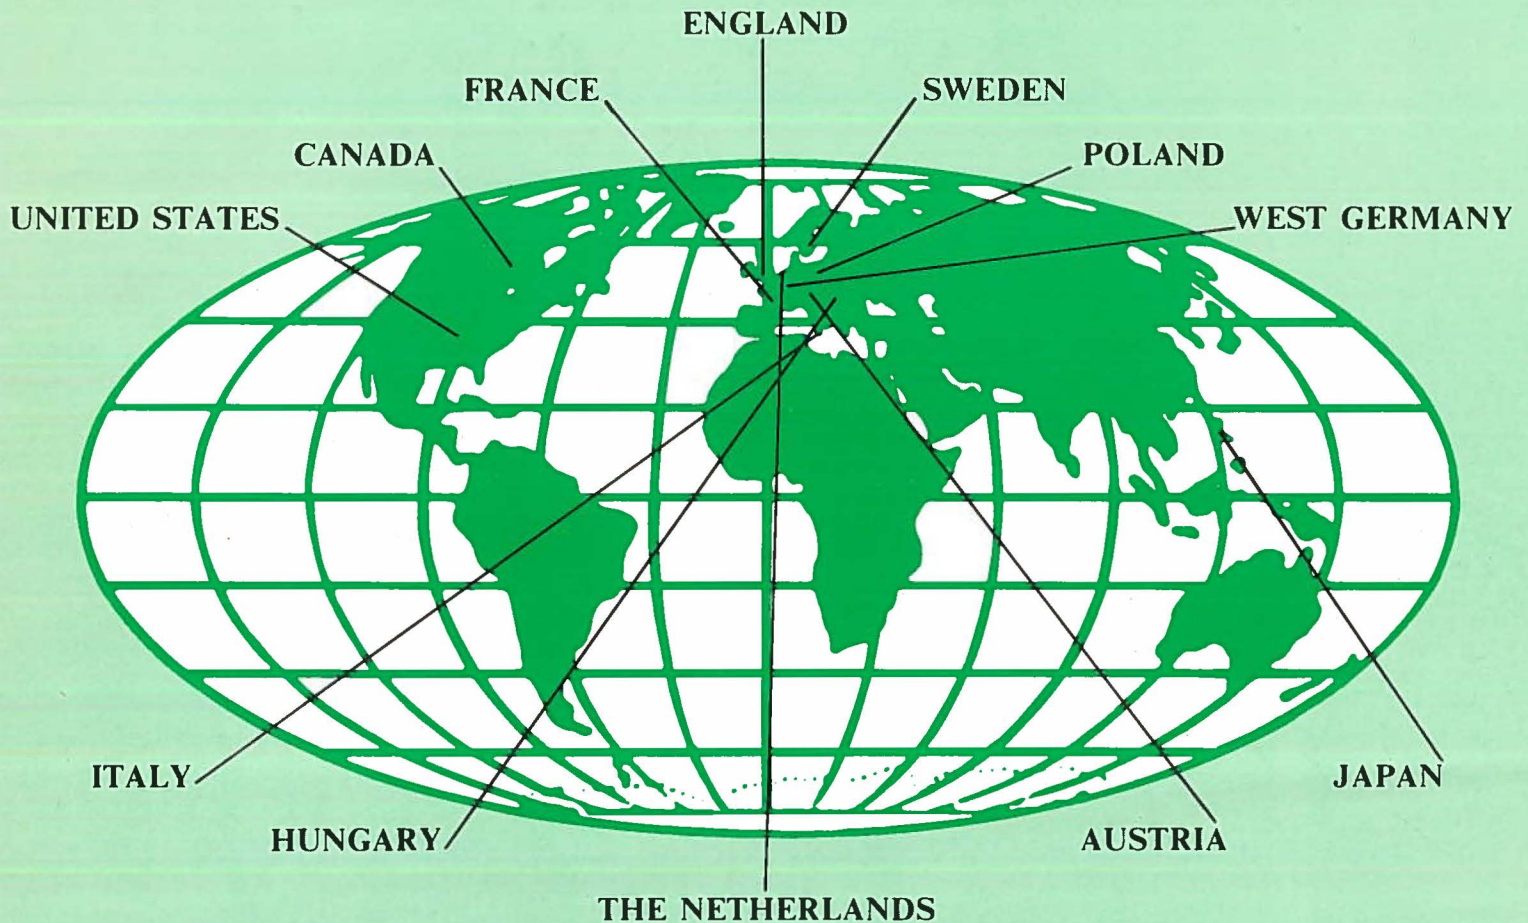 ENGLAND
FRANCE
SWEDEN
CANADA
POLAND
UNITED STATES
WEST GERMANY
ITALY
JAPAN
HUNGARY
AUSTRIA
THE NETHERLANDS